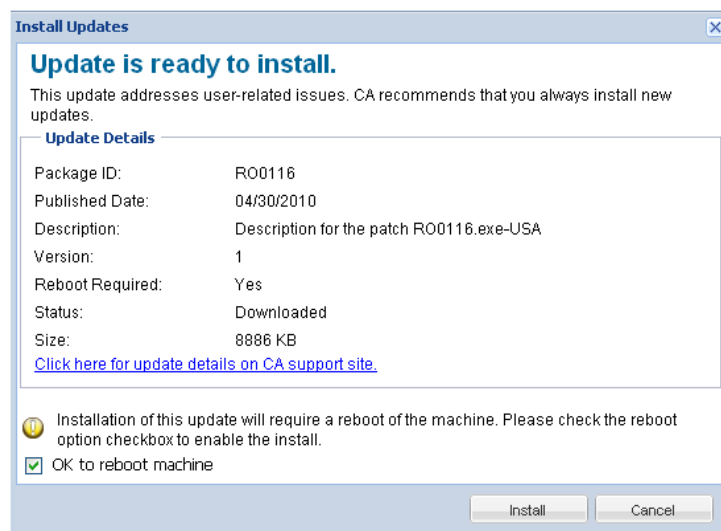 Install Updates
Update is ready to install.
This update addresses user-related issues. CA recommends that you always install new
updates.
Update Details
Package ID: RO0116
Published Date: 04/30/2010
Description: Description for the patch RO0116.exe-USA
Version: 1
Reboot Required: Yes
Status: Downloaded
Size: 8886 KB
Click here for update details on CA support site.
Installation of this update will require a reboot of the machine. Please check the reboot
option checkbox to enable the install.
OK to reboot machine
Install Cancel